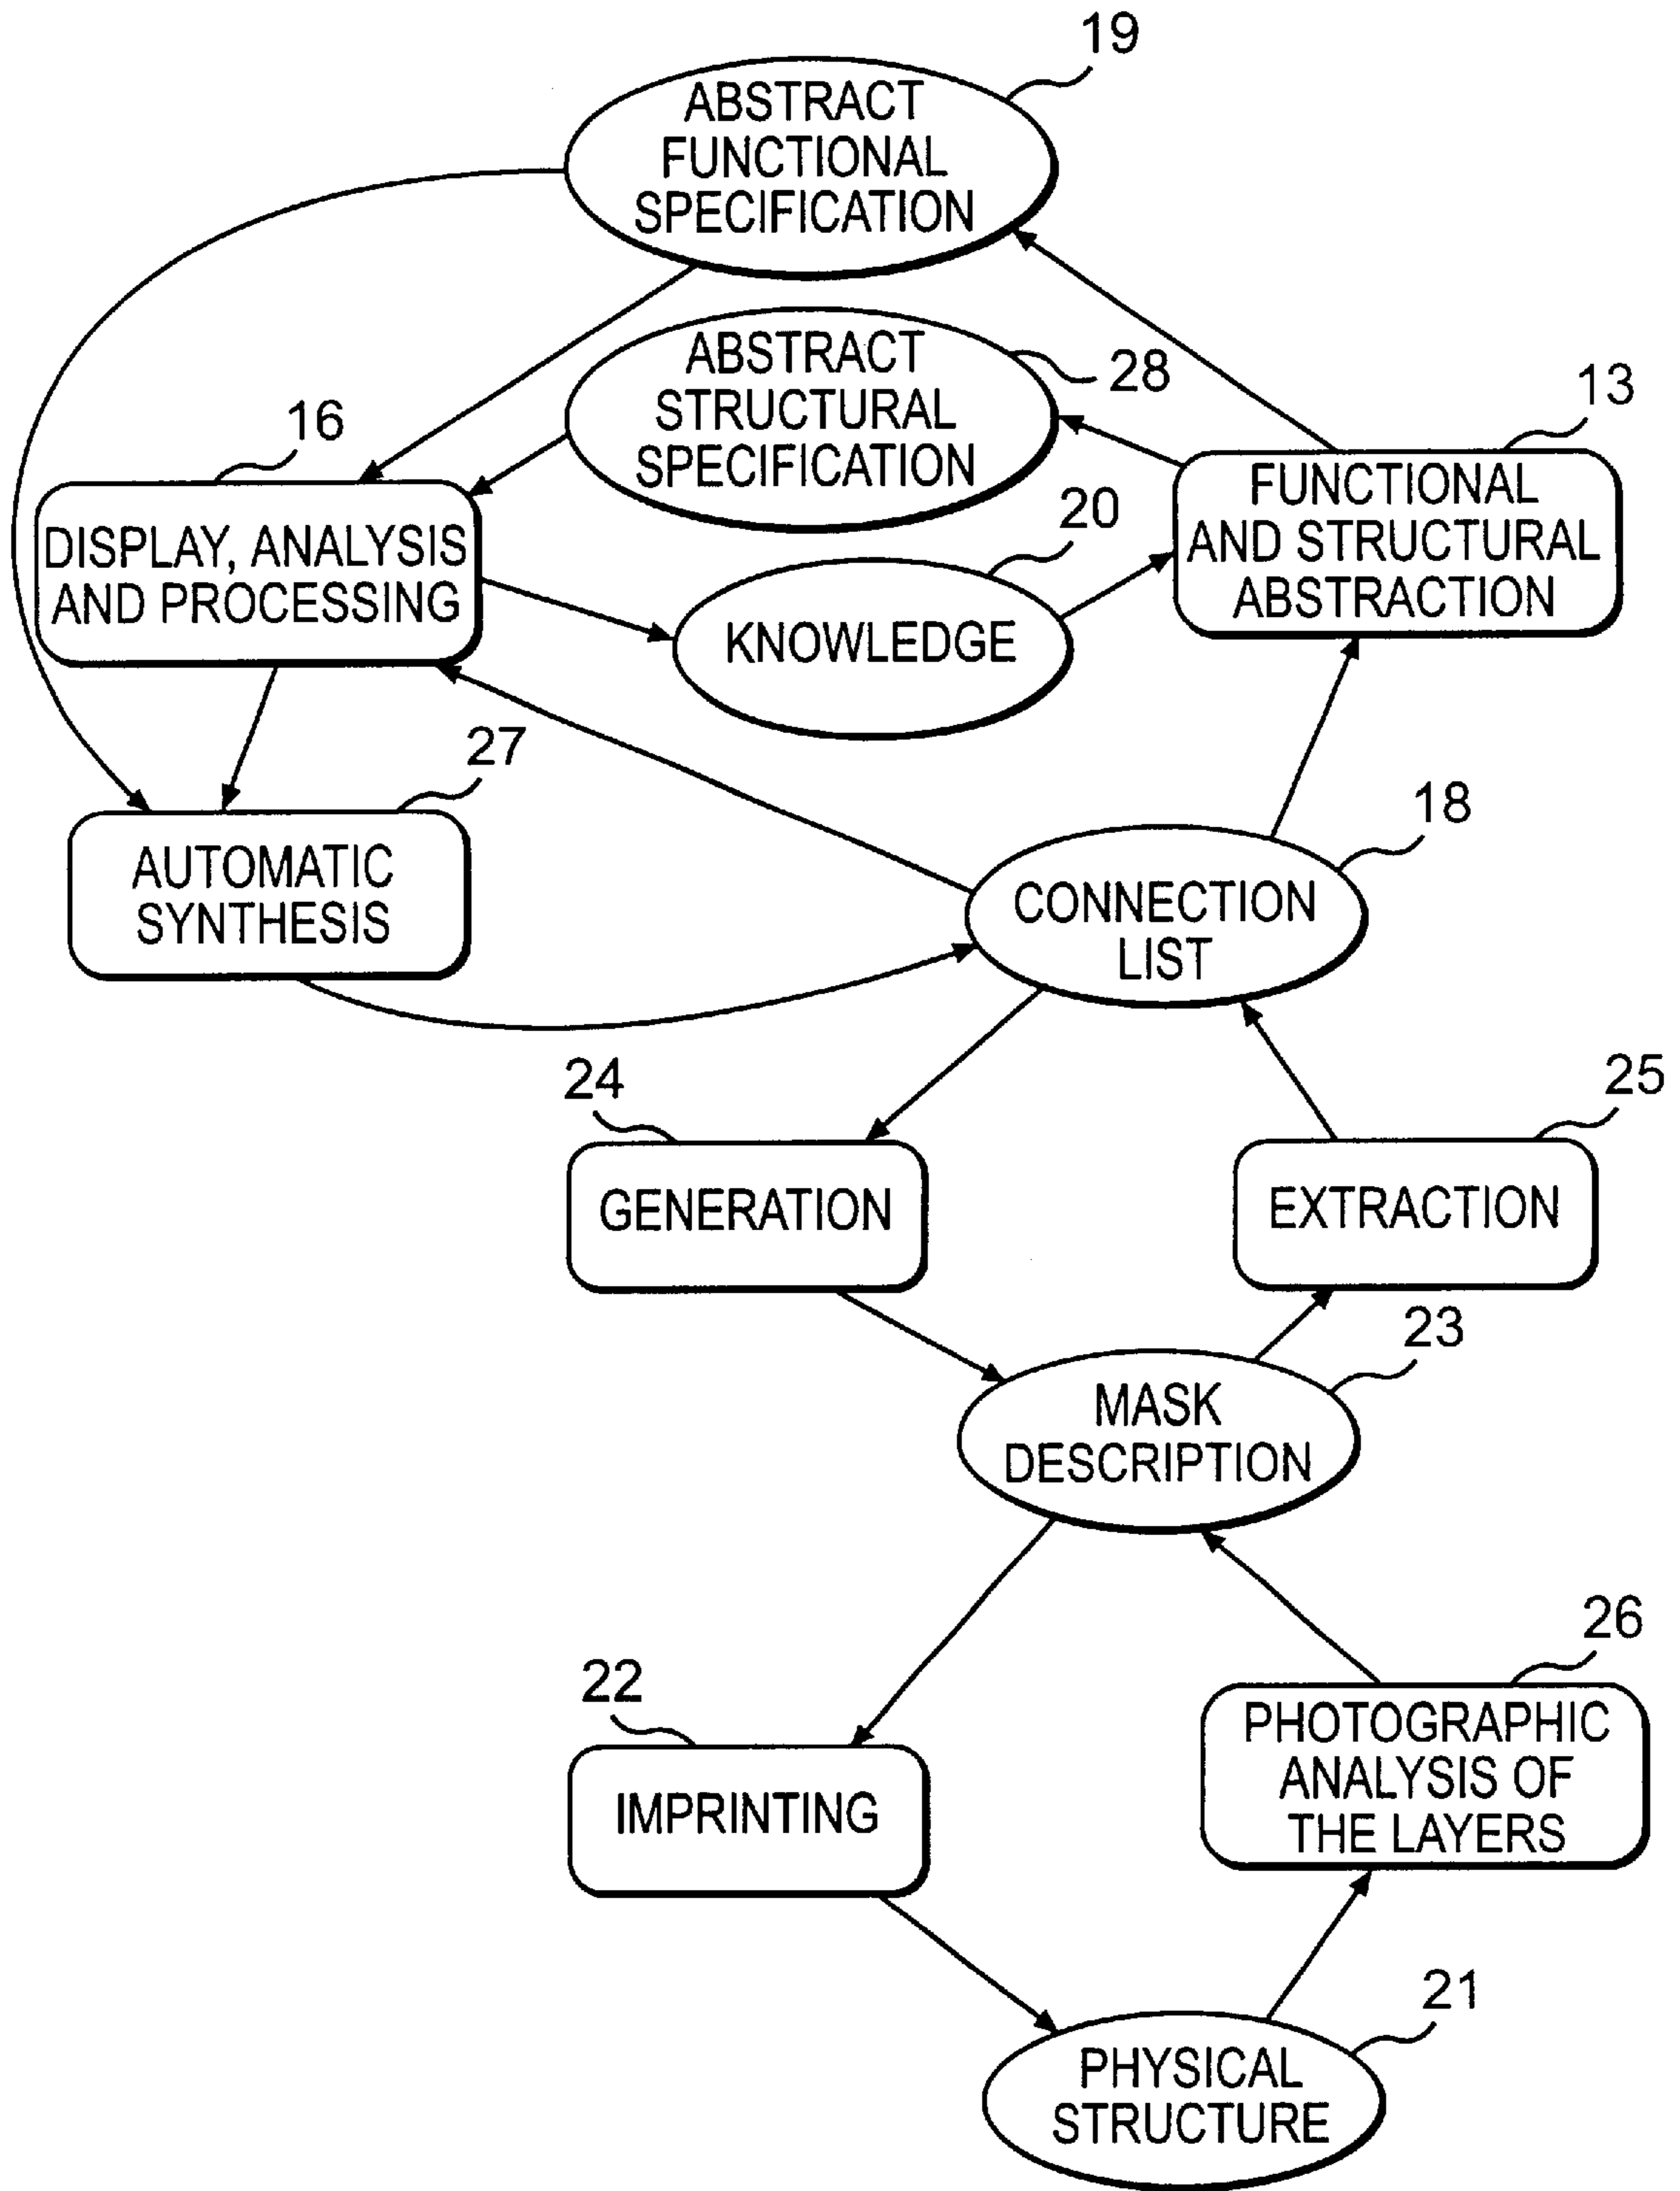 19
ABSTRACT
FUNCTIONAL
SPECIFICATION
ABSTRACT
STRUCTURAL
SPECIFICATION
28
13
16
FUNCTIONAL
AND STRUCTURAL
ABSTRACTION
20
DISPLAY, ANALYSIS
AND PROCESSING
KNOWLEDGE
27
18
AUTOMATIC
SYNTHESIS
CONNECTION
LIST
24
25
GENERATION
EXTRACTION
23
MASK
DESCRIPTION
26
22
PHOTOGRAPHIC
ANALYSIS OF
THE LAYERS
IMPRINTING
21
PHYSICAL
STRUCTURE